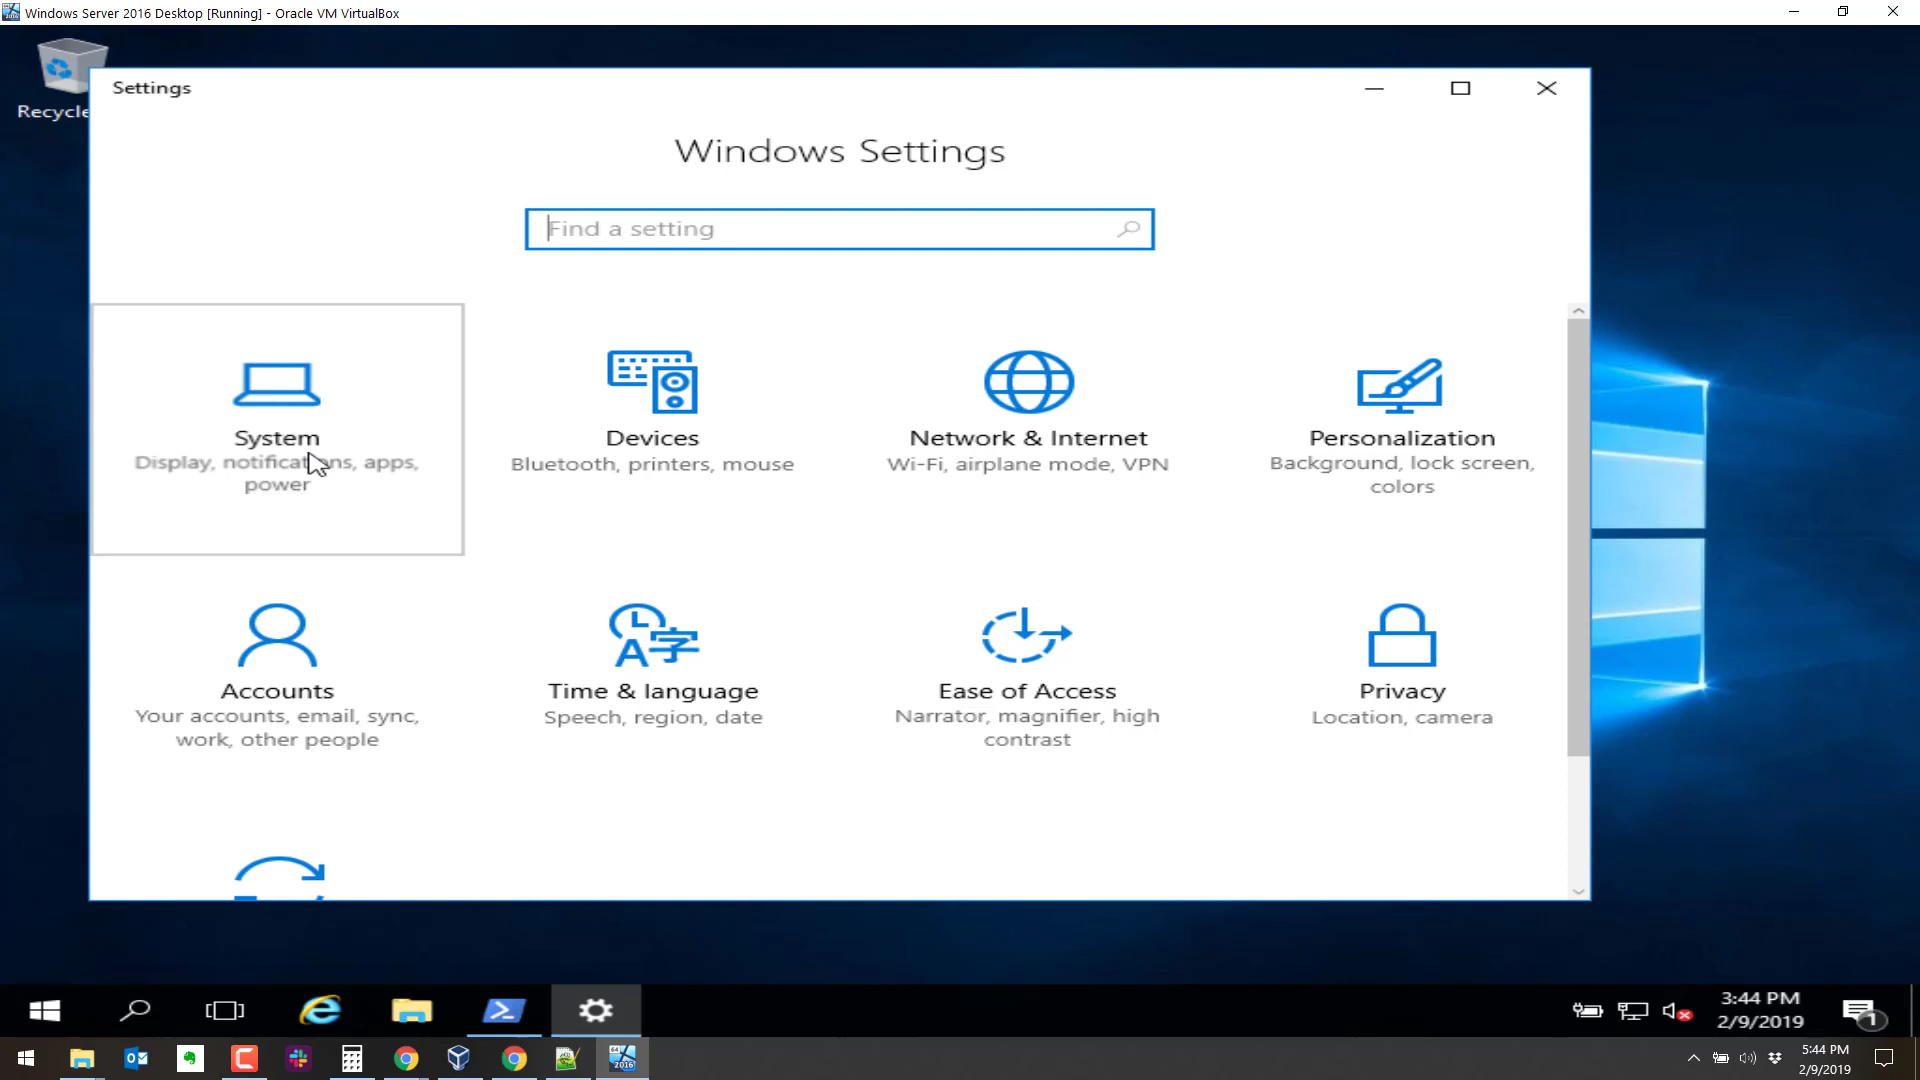 Windows Server 2016 Desktop [Running] - Oracle VM VirtualBox
Recycle
Settings
Windows Settings
Find a setting
System
Display, notifications, apps,
power
Devices
Bluetooth, printers, mouse
Network & Internet
Wi-Fi, airplane mode, VPN
Personalization
Background, lock screen,
colors
Accounts
Your accounts, email, sync,
work, other people
Time & language
Speech, region, date
Ease of Access
Narrator, magnifier, high
contrast
Privacy
Location, camera
3:44 PM
2/9/2019
1
2016
5:44 PM
2/9/2019